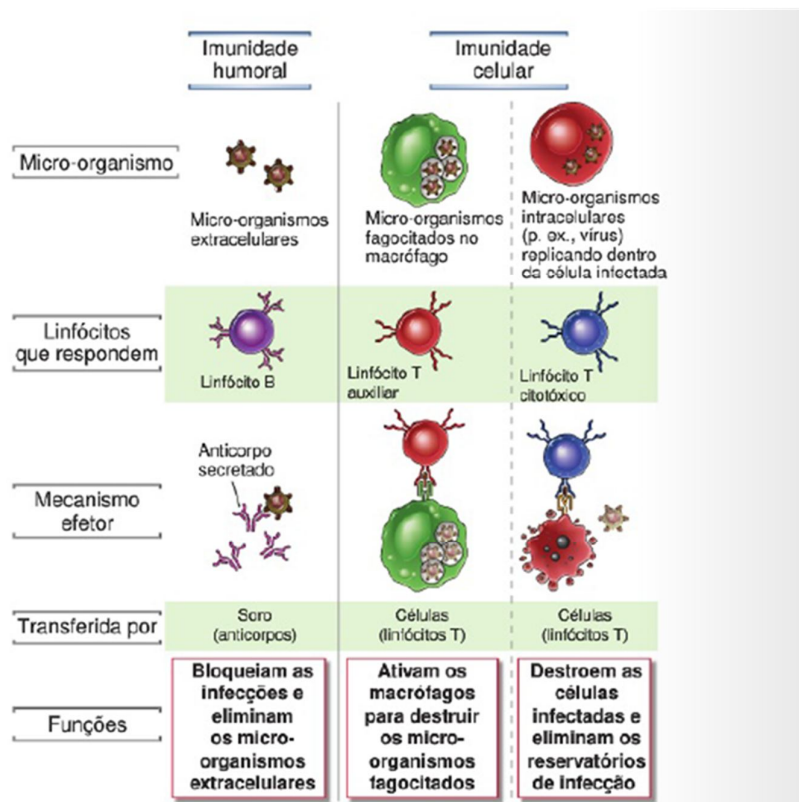 Imunidade
humoral
Imunidade
celular
Micro-organismo
Micro-organismos
extracelulares
Micro-organismos
fagocitados no
macrófago
Micro-organismos
intracelulares
(p. ex., vírus)
replicando dentro
da célula infectada
Linfócitos
que respondem
Linfócito B
Linfócito T
auxiliar
Linfócito T
citotóxico
Mecanismo
efetor
Anticorpo
secretado
Transferida por
Soro
(anticorpos)
Células
(linfócitos T)
Células
(linfócitos T)
Funções
Bloqueiam as
infecções e
eliminam
os micro-
organismos
extracelulares
Ativam os
macrófagos
para destruir
os micro-
organismos
fagocitados
Destroem as
células
infectadas e
eliminam os
reservatórios
de infecção